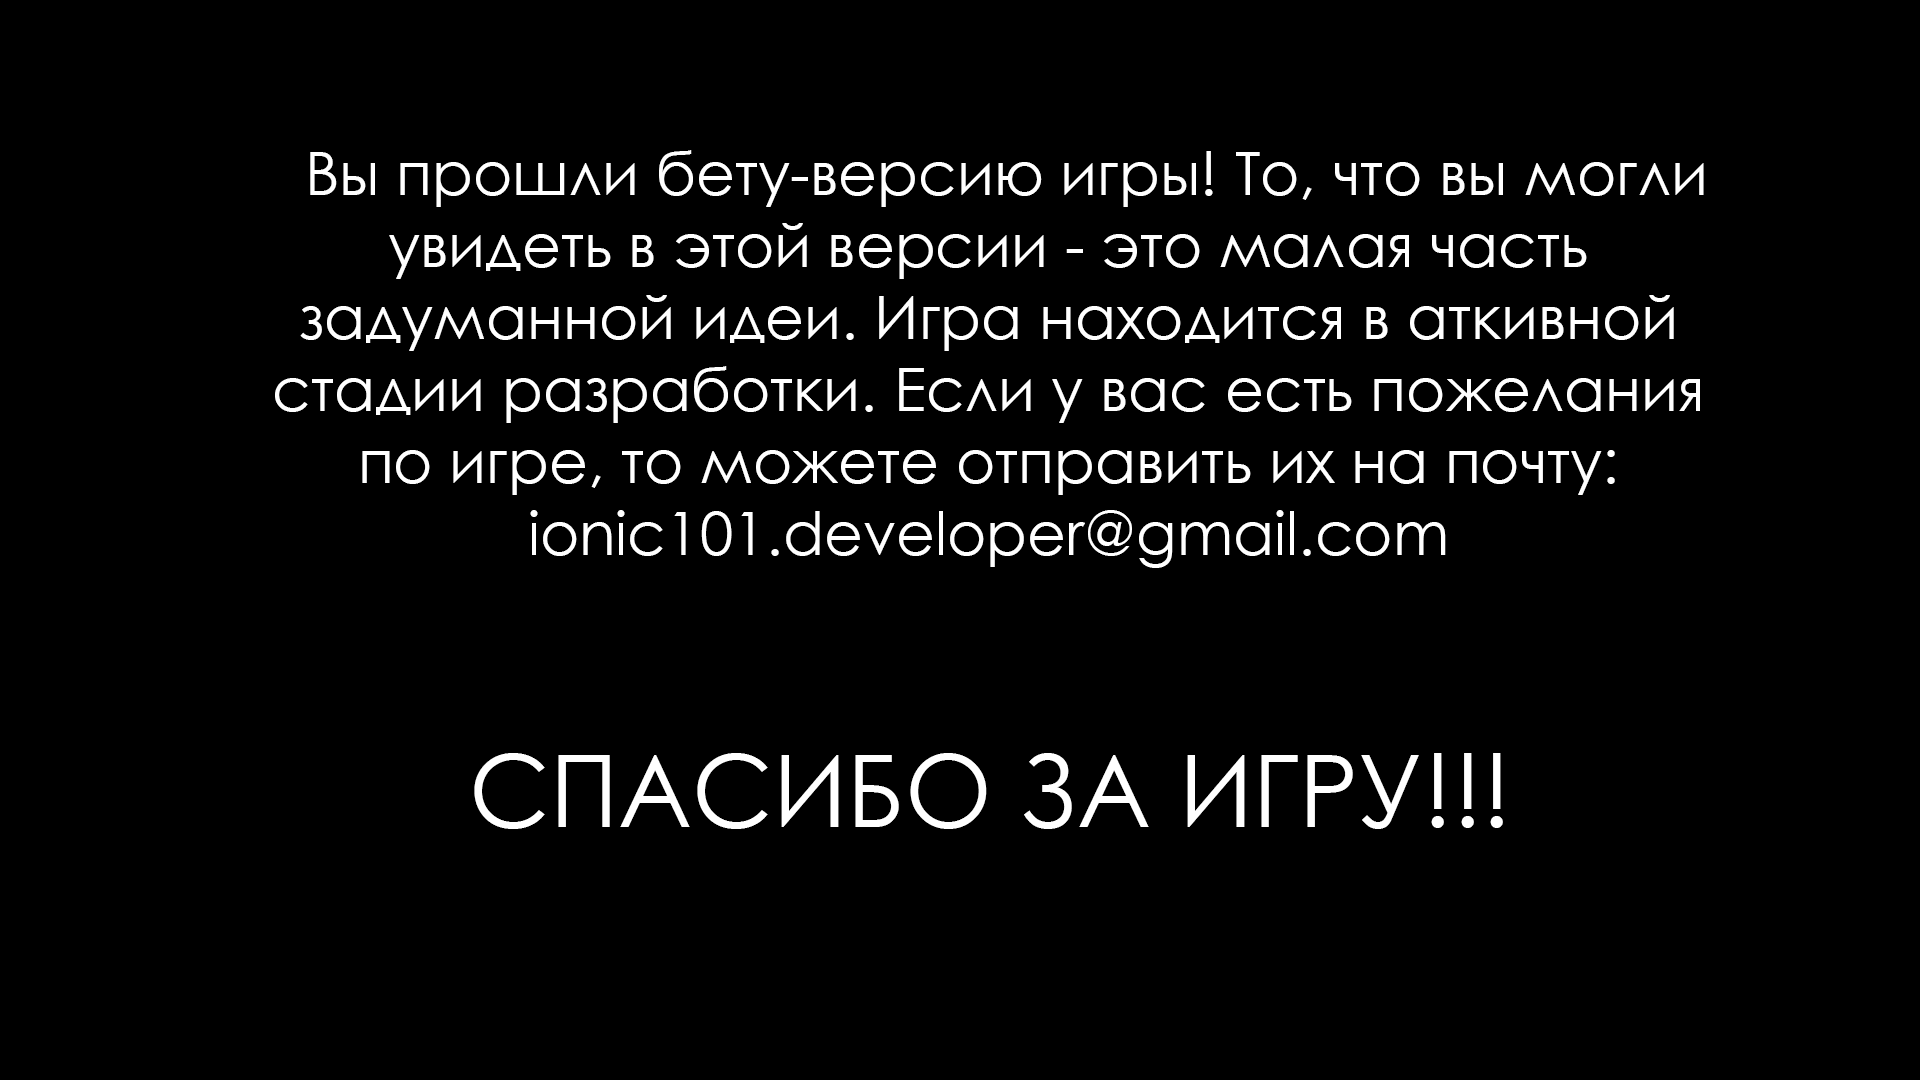 Вы прошли бету-версию игры! То, что вы могли
увидеть в этой версии - это малая часть
задуманной идеи. Игра находится в аткивной
стадии разработки. Если у вас есть пожелания
по игре, то можете отправить их на почту:
ionic101.developer@gmail.com
СПАСИБО ЗА ИГРУ!!!